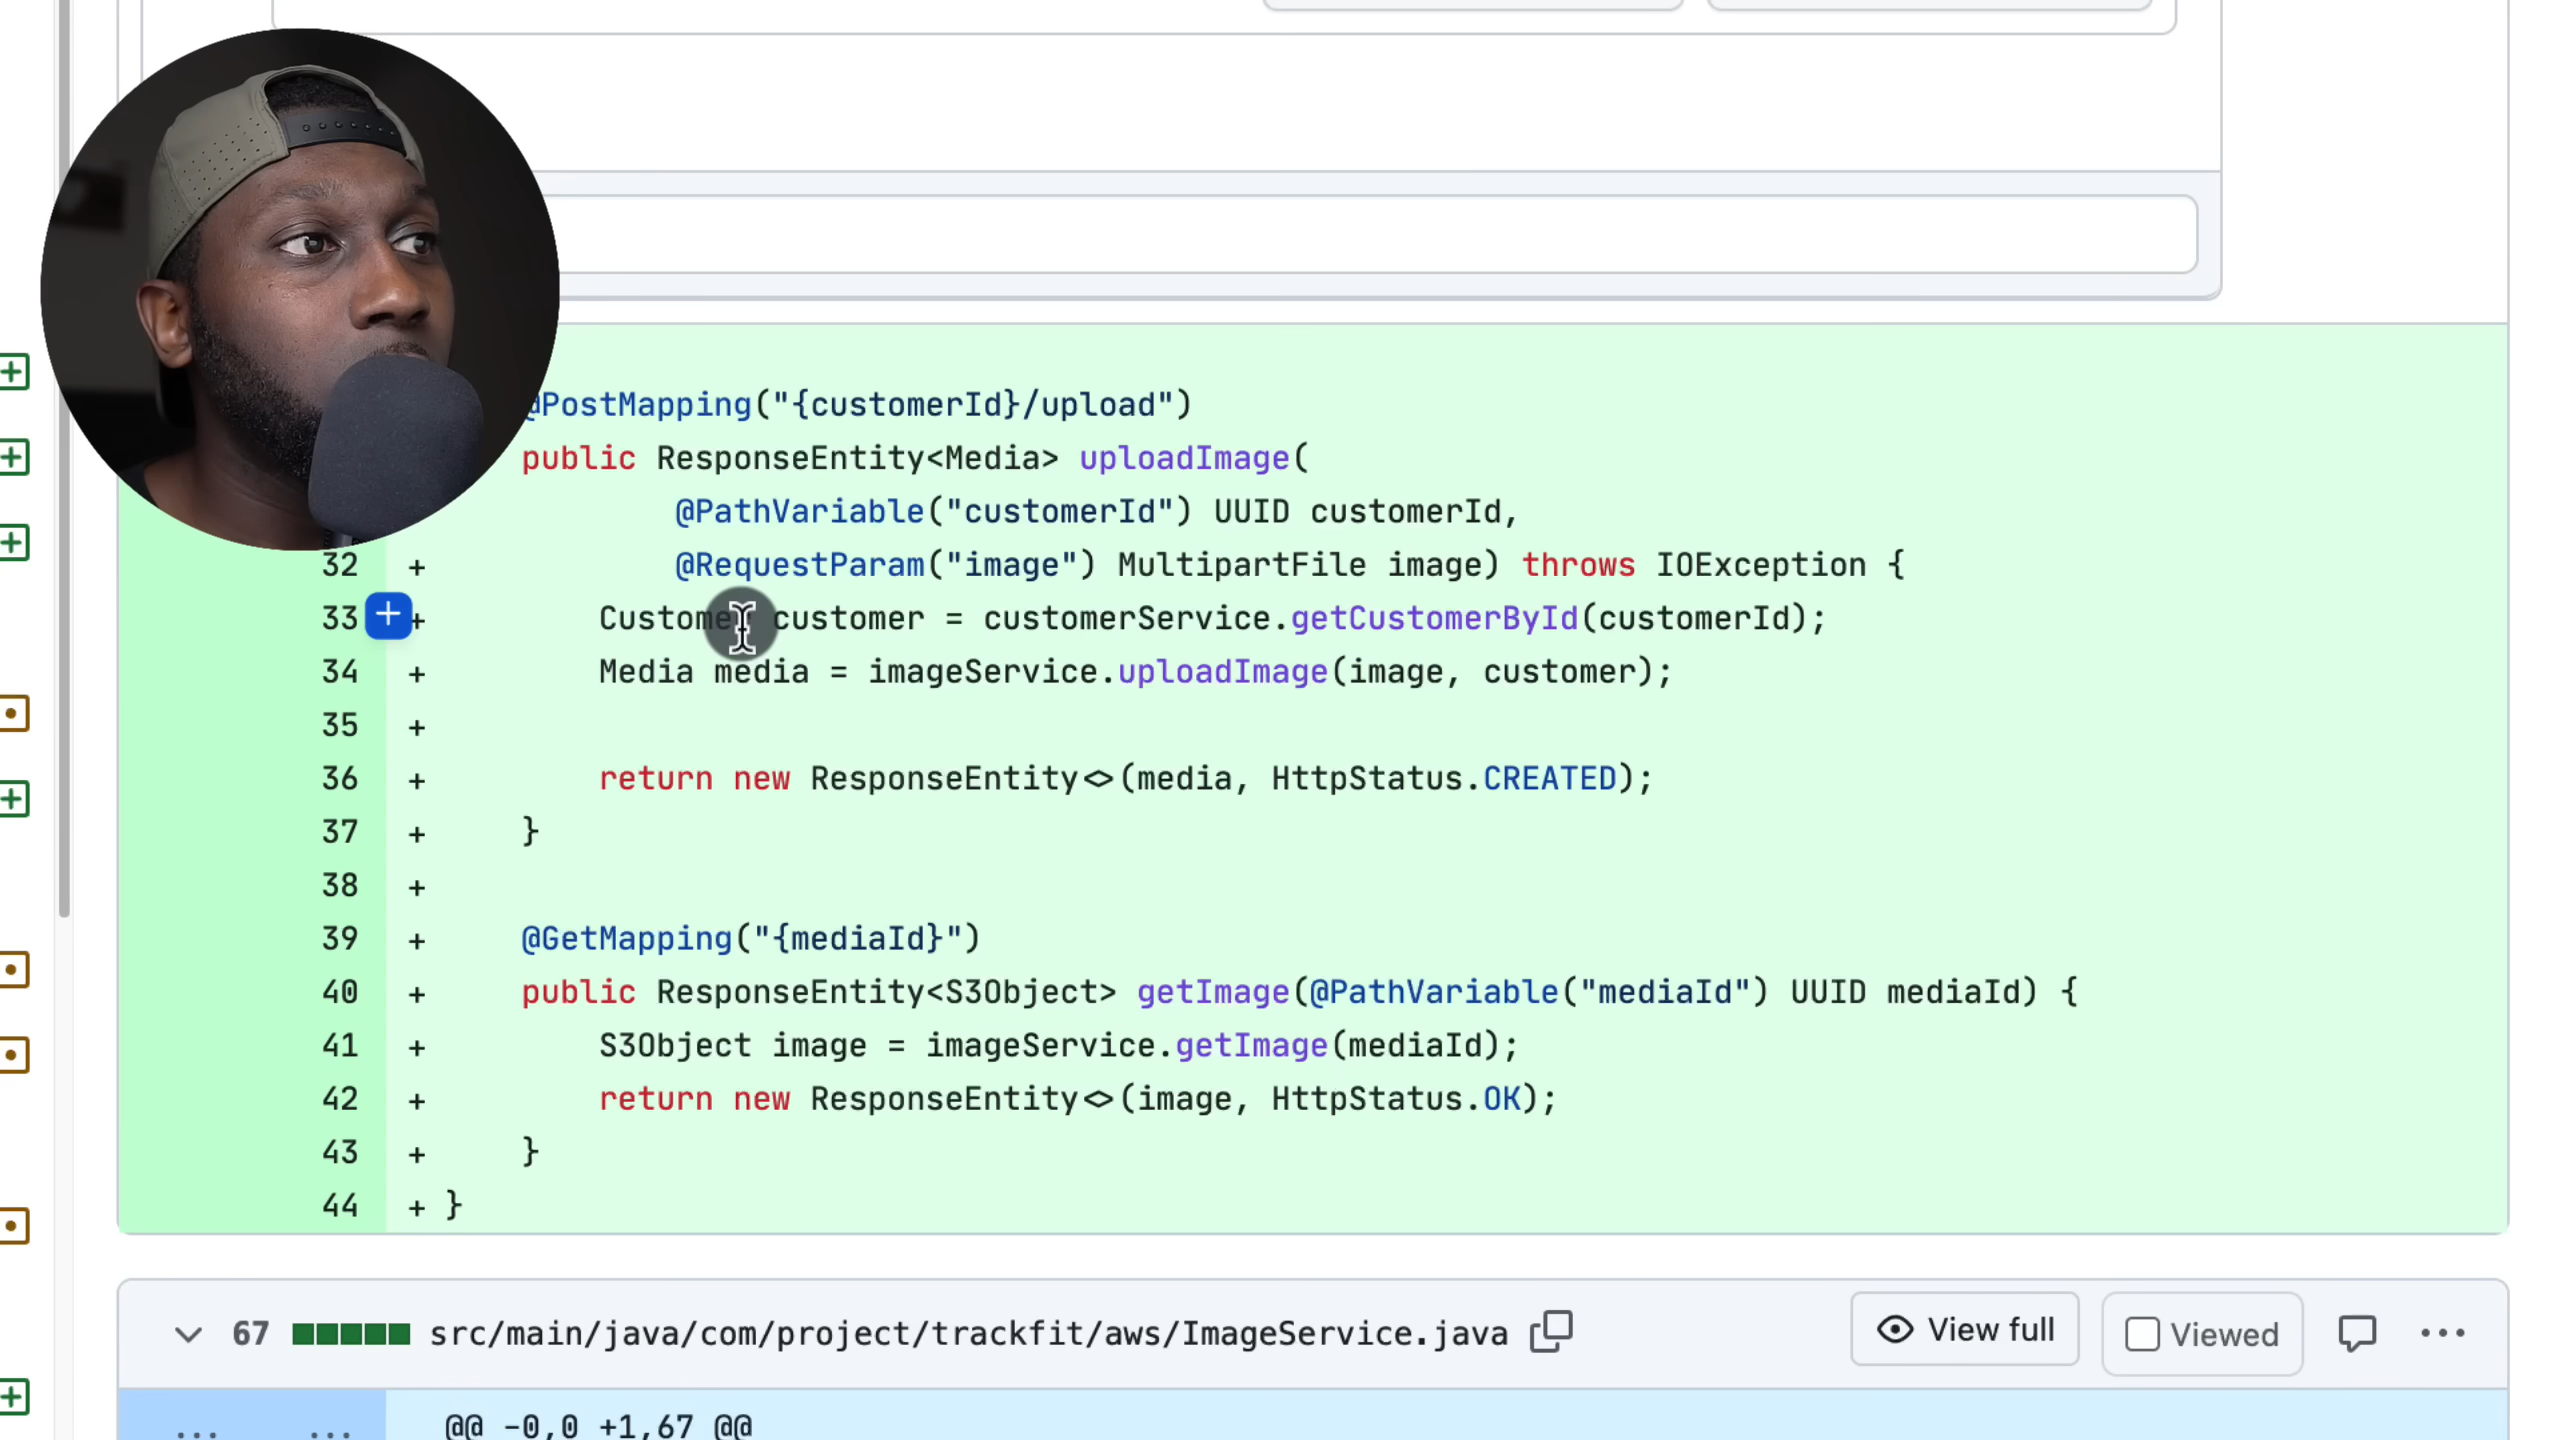 @PostMapping("{customerId}/upload")
public ResponseEntity<Media> uploadImage(
@PathVariable("customerId") UUID customerId,
32 + @RequestParam("image") MultipartFile image) throws IOException {
33 + Customer customer = customerService.getCustomerById(customerId);
34 + Media media = imageService.uploadImage(image, customer);
35 +
36 + return new ResponseEntity<>(media, HttpStatus.CREATED);
37 + }
38 +
39 + @GetMapping("{mediaId}")
40 + public ResponseEntity<S3Object> getImage(@PathVariable("mediaId") UUID mediaId) {
41 + S3Object image = imageService.getImage(mediaId);
42 + return new ResponseEntity<>(image, HttpStatus.OK);
43 + }
44 + }
67 src/main/java/com/project/trackfit/aws/ImageService.java View full Viewed
... ... @@ -0,0 +1,67 @@